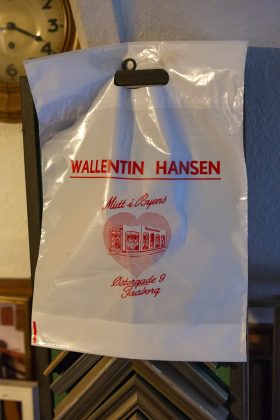 WALLENTIN HANSEN
Midt i Byens
Østergade 9
Faaborg